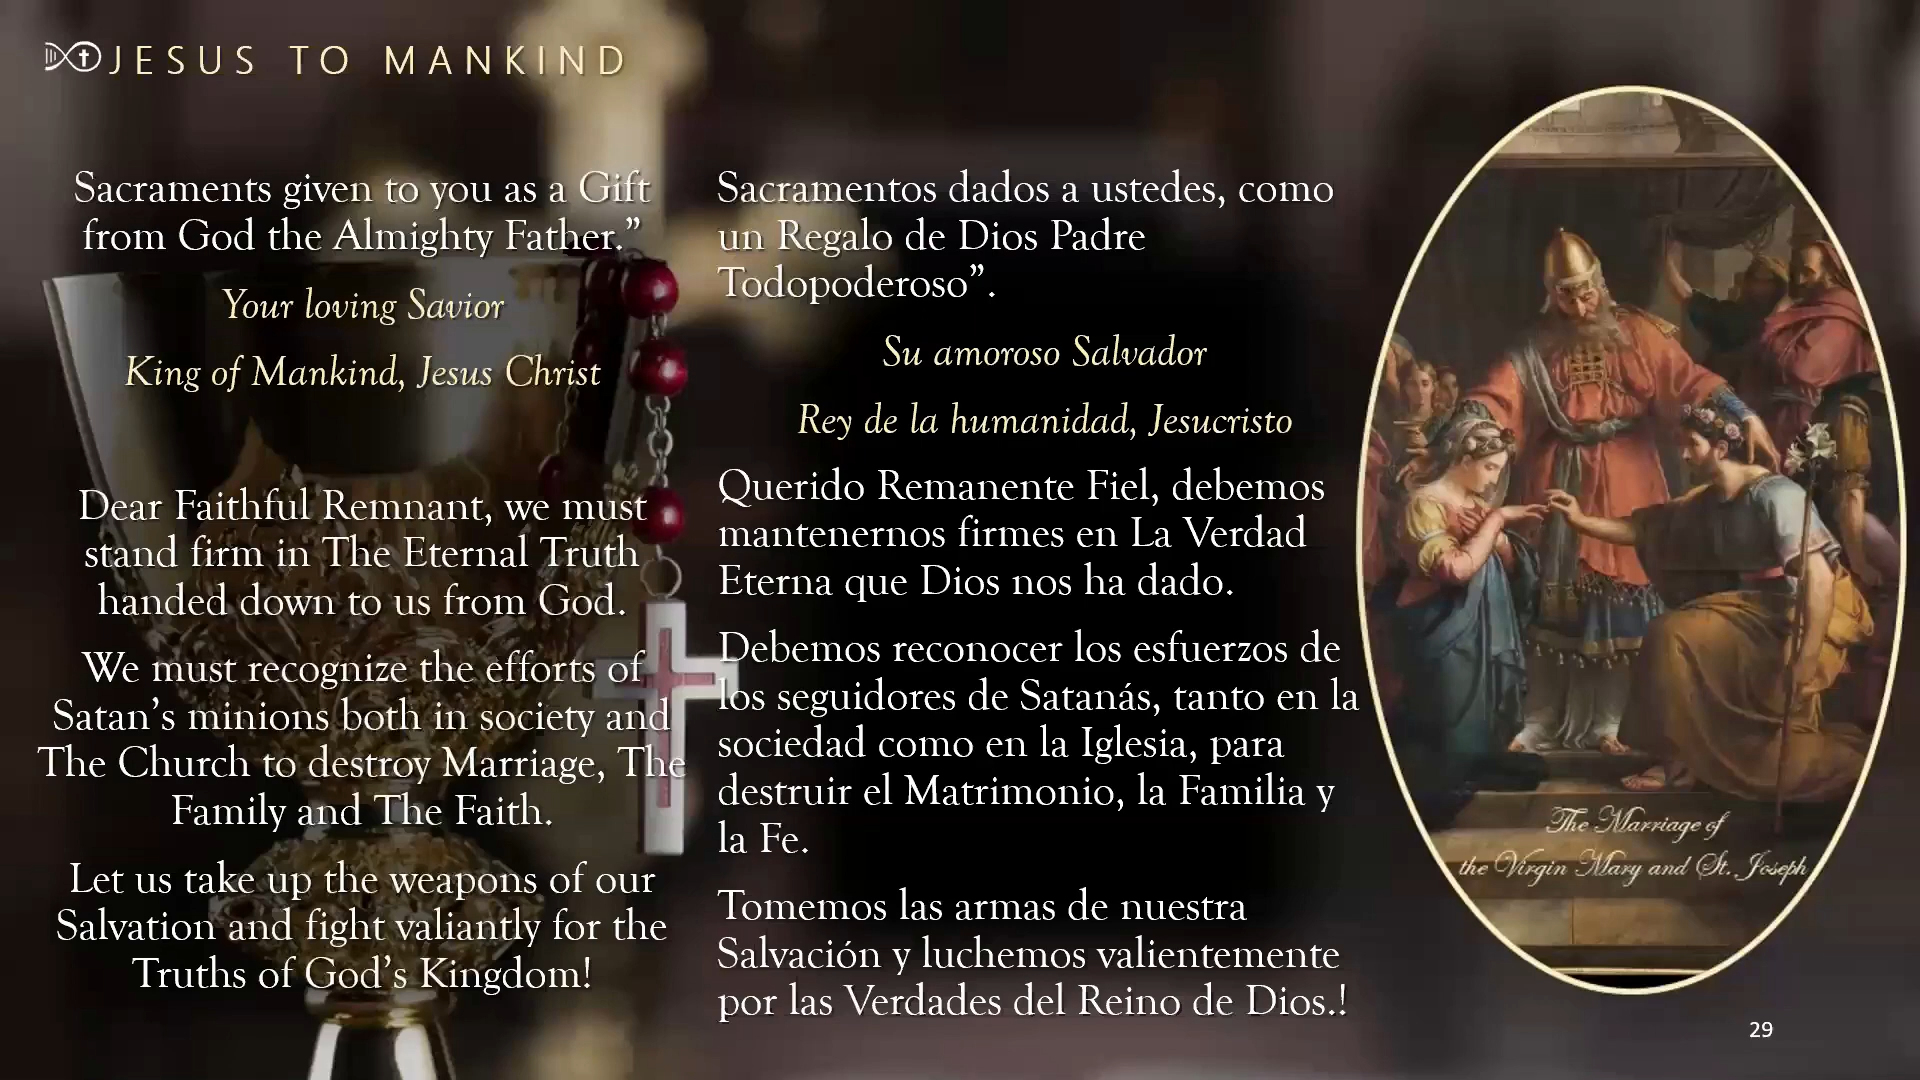 JESUS TO MANKIND
Sacraments given to you as a Gift
from God the Almighty Father.”
Your loving Savior
King of Mankind, Jesus Christ
Dear Faithful Remnant, we must
stand firm in The Eternal Truth
handed down to us from God.
We must recognize the efforts of
Satan’s minions both in society and
The Church to destroy Marriage, The
Family and The Faith.
Let us take up the weapons of our
Salvation and fight valiantly for the
Truths of God’s Kingdom!
Sacramentos dados a ustedes, como
un Regalo de Dios Padre
Todopoderoso”.
Su amoroso Salvador
Rey de la humanidad, Jesucristo
Querido Remanente Fiel, debemos
mantenernos firmes en La Verdad
Eterna que Dios nos ha dado.
Debemos reconocer los esfuerzos de
los seguidores de Satanás, tanto en la
sociedad como en la Iglesia, para
destruir el Matrimonio, la Familia y
la Fe.
Tomemos las armas de nuestra
Salvación y luchemos valientemente
por las Verdades del Reino de Dios.!
The Marriage of
the Virgin Mary and St. Joseph
29